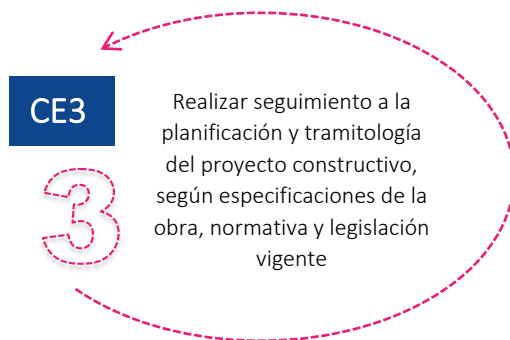 CE3
3
Realizar seguimiento a la
planificación y tramitología
del proyecto constructivo,
según especificaciones de la
obra, normativa y legislación
vigente